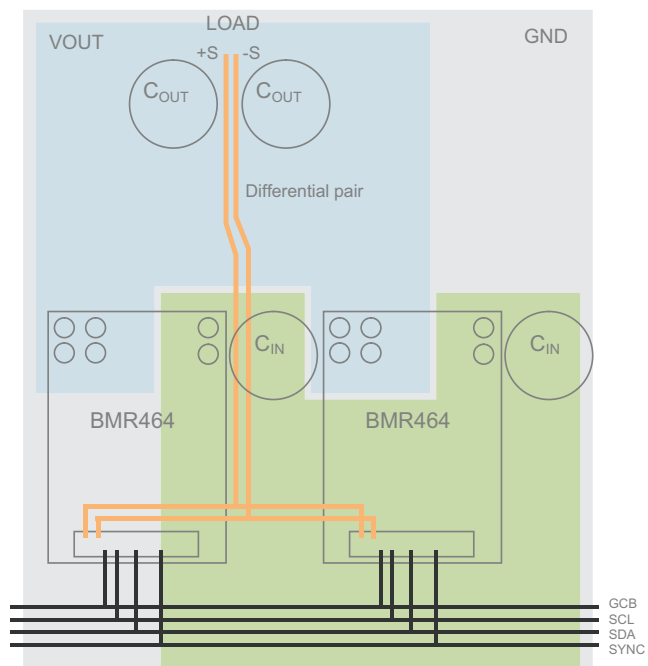 LOAD
VOUT
GND
+S -S
COUT
COUT
Differential pair
CIN
CIN
BMR464
BMR464
GCB
SCL
SDA
SYNC